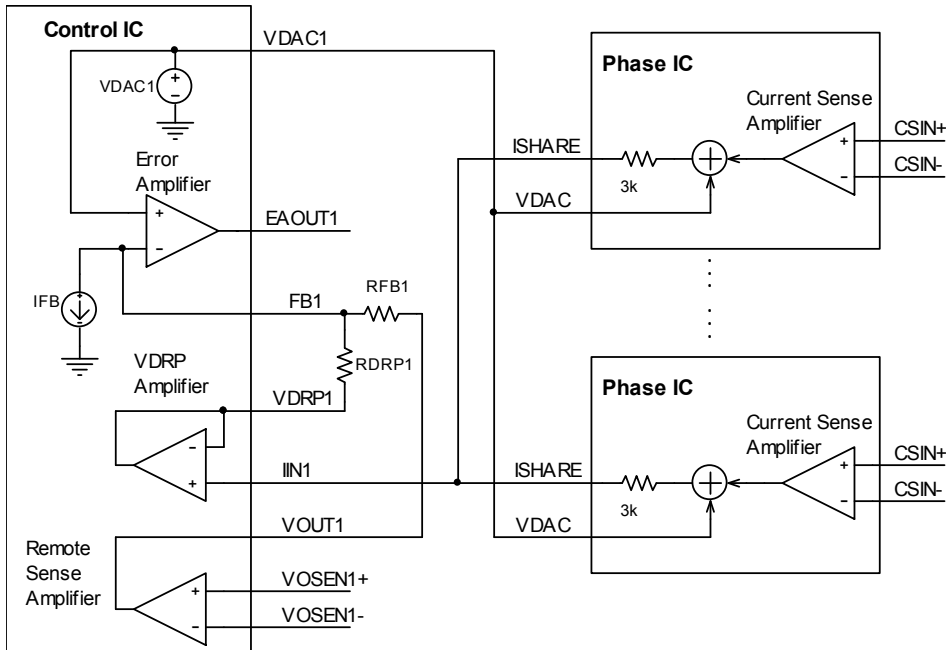 Control IC
VDAC1
VDAC1
+
-
Error
Amplifier
+
-
EAOUT1
IFB
FB1
RFB1
RDRP1
VDRP
Amplifier
VDRP1
-
+
IIN1
VOUT1
Remote
Sense
Amplifier
+
-
VOSEN1+
VOSEN1-
Phase IC
Current Sense
Amplifier
CSIN+
CSIN-
+
-
ISHARE
3k
VDAC
Phase IC
Current Sense
Amplifier
CSIN+
CSIN-
+
-
ISHARE
3k
VDAC